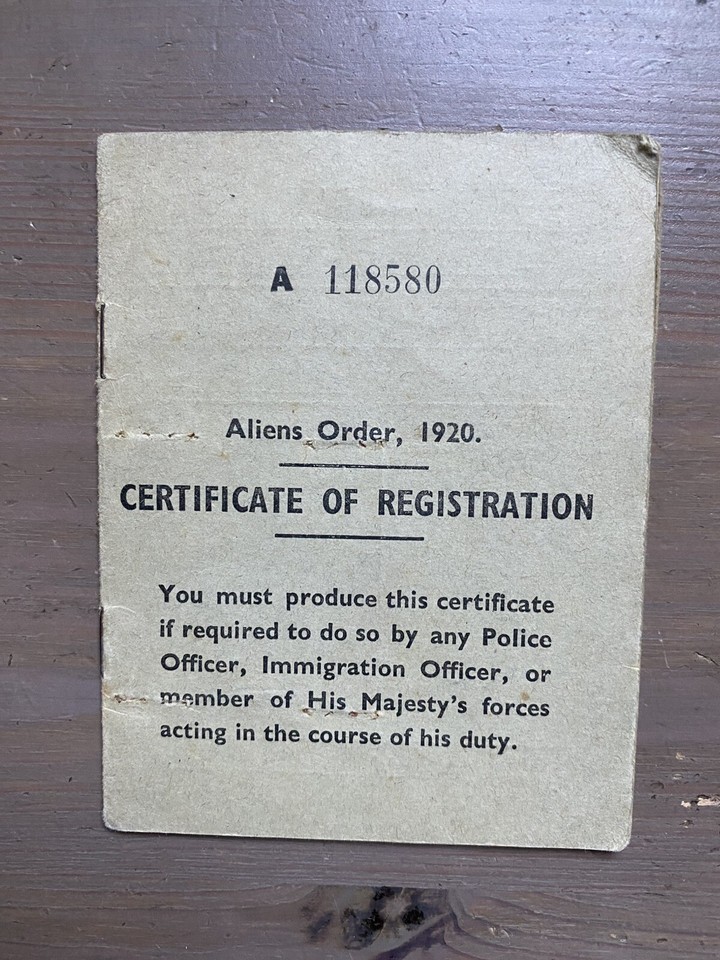 A 118580
Aliens Order, 1920.
CERTIFICATE OF REGISTRATION
You must produce this certificate
if required to do so by any Police
Officer, Immigration Officer, or
member of His Majesty's forces
acting in the course of his duty.